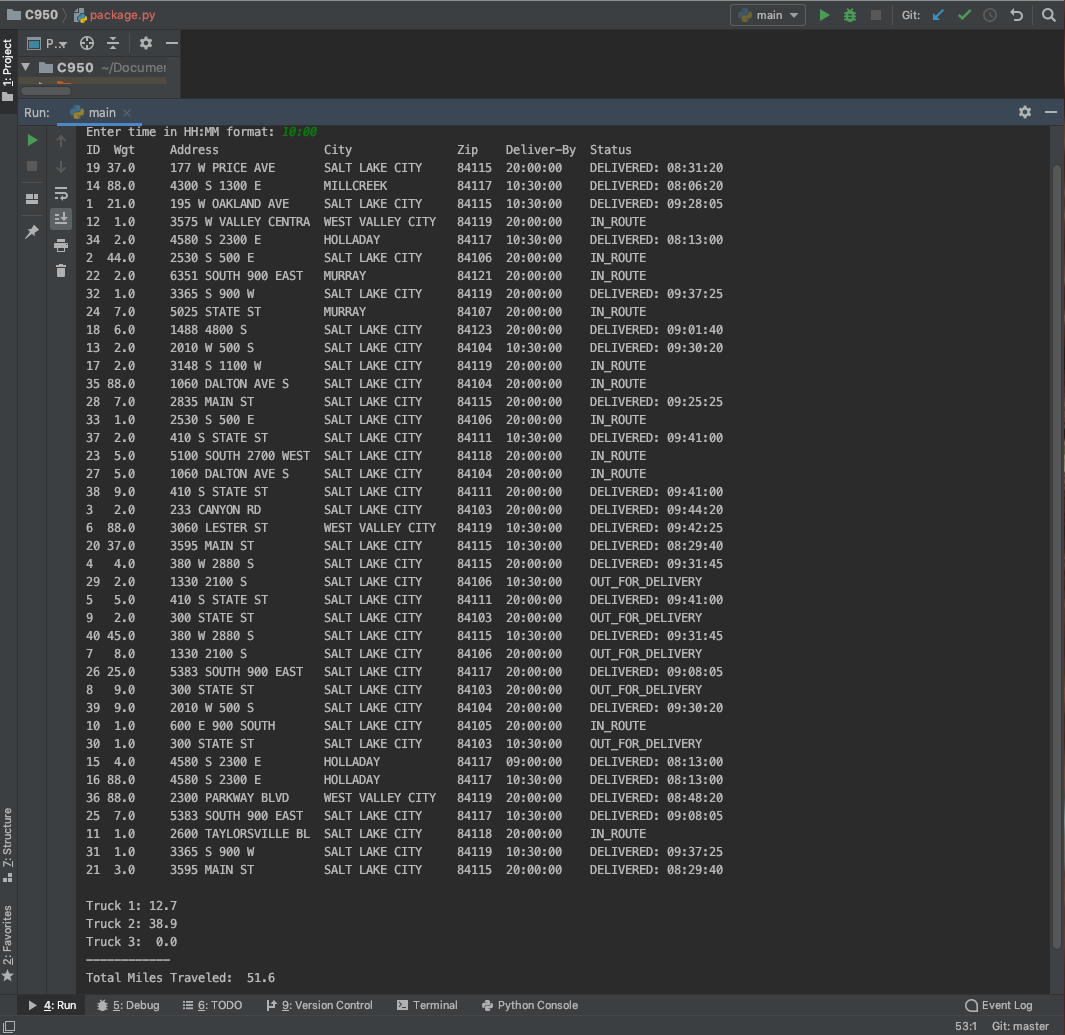 C950 package.py main Git:
1: Project P..
C950 ~/Documen
Run: main
Enter time in HH:MM format: 10:00
ID Wgt Address City Zip Deliver-By Status
19 37.0 177 W PRICE AVE SALT LAKE CITY 84115 20:00:00 DELIVERED: 08:31:20
14 88.0 4300 S 1300 E MILLCREEK 84117 10:30:00 DELIVERED: 08:06:20
1 21.0 195 W OAKLAND AVE SALT LAKE CITY 84115 10:30:00 DELIVERED: 09:28:05
12 1.0 3575 W VALLEY CENTRA WEST VALLEY CITY 84119 20:00:00 IN_ROUTE
34 2.0 4580 S 2300 E HOLLADAY 84117 10:30:00 DELIVERED: 08:13:00
2 44.0 2530 S 500 E SALT LAKE CITY 84106 20:00:00 IN_ROUTE
22 2.0 6351 SOUTH 900 EAST MURRAY 84121 20:00:00 IN_ROUTE
32 1.0 3365 S 900 W SALT LAKE CITY 84119 20:00:00 DELIVERED: 09:37:25
24 7.0 5025 STATE ST MURRAY 84107 20:00:00 IN_ROUTE
18 6.0 1488 4800 S SALT LAKE CITY 84123 20:00:00 DELIVERED: 09:01:40
13 2.0 2010 W 500 S SALT LAKE CITY 84104 10:30:00 DELIVERED: 09:30:20
17 2.0 3148 S 1100 W SALT LAKE CITY 84119 20:00:00 IN_ROUTE
35 88.0 1060 DALTON AVE S SALT LAKE CITY 84104 20:00:00 IN_ROUTE
28 7.0 2835 MAIN ST SALT LAKE CITY 84115 20:00:00 DELIVERED: 09:25:25
33 1.0 2530 S 500 E SALT LAKE CITY 84106 20:00:00 IN_ROUTE
37 2.0 410 S STATE ST SALT LAKE CITY 84111 10:30:00 DELIVERED: 09:41:00
23 5.0 5100 SOUTH 2700 WEST SALT LAKE CITY 84118 20:00:00 IN_ROUTE
27 5.0 1060 DALTON AVE S SALT LAKE CITY 84104 20:00:00 IN_ROUTE
38 9.0 410 S STATE ST SALT LAKE CITY 84111 20:00:00 DELIVERED: 09:41:00
3 2.0 233 CANYON RD SALT LAKE CITY 84103 20:00:00 DELIVERED: 09:44:20
6 88.0 3060 LESTER ST WEST VALLEY CITY 84119 10:30:00 DELIVERED: 09:42:25
20 37.0 3595 MAIN ST SALT LAKE CITY 84115 10:30:00 DELIVERED: 08:29:40
4 4.0 380 W 2880 S SALT LAKE CITY 84115 20:00:00 DELIVERED: 09:31:45
29 2.0 1330 2100 S SALT LAKE CITY 84106 10:30:00 OUT_FOR_DELIVERY
5 5.0 410 S STATE ST SALT LAKE CITY 84111 20:00:00 DELIVERED: 09:41:00
9 2.0 300 STATE ST SALT LAKE CITY 84103 20:00:00 OUT_FOR_DELIVERY
40 45.0 380 W 2880 S SALT LAKE CITY 84115 10:30:00 DELIVERED: 09:31:45
7 8.0 1330 2100 S SALT LAKE CITY 84106 20:00:00 OUT_FOR_DELIVERY
26 25.0 5383 SOUTH 900 EAST SALT LAKE CITY 84117 20:00:00 DELIVERED: 09:08:05
8 9.0 300 STATE ST SALT LAKE CITY 84103 20:00:00 OUT_FOR_DELIVERY
39 9.0 2010 W 500 S SALT LAKE CITY 84104 20:00:00 DELIVERED: 09:30:20
10 1.0 600 E 900 SOUTH SALT LAKE CITY 84105 20:00:00 IN_ROUTE
30 1.0 300 STATE ST SALT LAKE CITY 84103 10:30:00 OUT_FOR_DELIVERY
15 4.0 4580 S 2300 E HOLLADAY 84117 09:00:00 DELIVERED: 08:13:00
16 88.0 4580 S 2300 E HOLLADAY 84117 10:30:00 DELIVERED: 08:13:00
36 88.0 2300 PARKWAY BLVD WEST VALLEY CITY 84119 20:00:00 DELIVERED: 08:48:20
25 7.0 5383 SOUTH 900 EAST SALT LAKE CITY 84117 10:30:00 DELIVERED: 09:08:05
11 1.0 2600 TAYLORSVILLE BL SALT LAKE CITY 84118 20:00:00 IN_ROUTE
31 1.0 3365 S 900 W SALT LAKE CITY 84119 10:30:00 DELIVERED: 09:37:25
21 3.0 3595 MAIN ST SALT LAKE CITY 84115 20:00:00 DELIVERED: 08:29:40
Truck 1: 12.7
Truck 2: 38.9
Truck 3: 0.0
————————————
Total Miles Traveled: 51.6
7: Structure
2: Favorites
4: Run 5: Debug 6: TODO 9: Version Control Terminal Python Console Event Log
53:1 Git: master